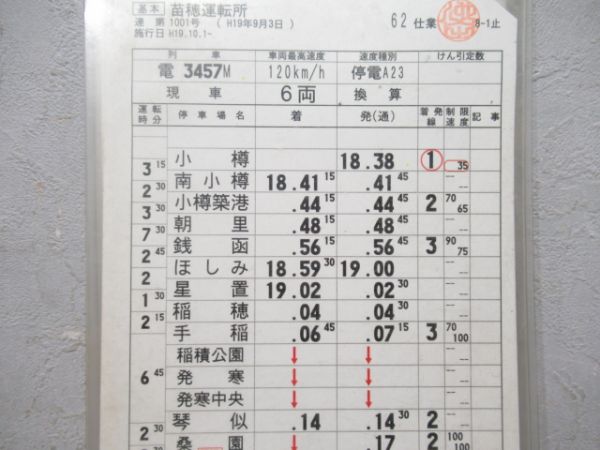 基本 苗穂運転所
達 第 1001号 ( H19年9月3日 ) 62 仕業 8-1止
施行日 H19.10.1~
列 車 車両最高速度 速度種別 けん引定数
電 3457M 120km/h 停電A23
現 車 6両 換 算
運転時分 停車場名 着 発(通) 着発線 制限速度 記事
小 樽 18.38 1 35
3 15 南小樽 18.41 15 .41 45
2 30 小樽築港 .44 15 .44 45 2 70 65
3 30 朝 里 .48 15 .48 45
7 30 銭 函 .56 15 .56 45 3 90 75
2 45 ほしみ 18.59 30 19.00
2 星 置 19.02 .02 30
1 30 稲 穂 .04 .04 30
2 15 手 稲 .06 45 .07 15 3 70 100
稲積公園 ↓ ↓
6 45 発 寒 ↓ ↓
発寒中央 ↓ ↓
琴 似 .14 .14 30 2
2 30 桑 園 ↓ .17 2 100 100